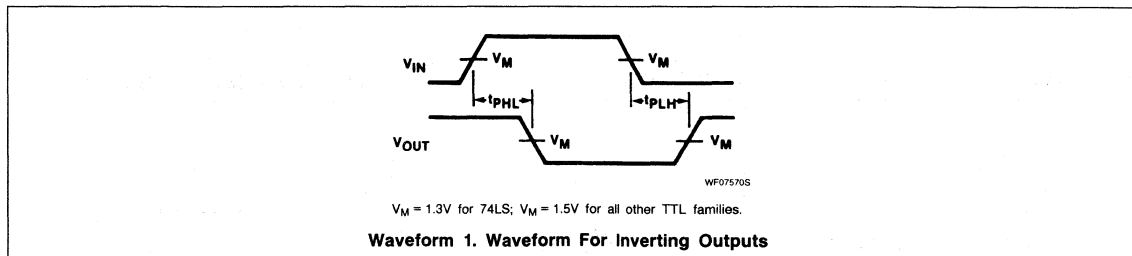 VIN VM VM
tPHL tPLH
VOUT VM VM
WF07570S
VM = 1.3V for 74LS; VM = 1.5V for all other TTL families.
Waveform 1. Waveform For Inverting Outputs